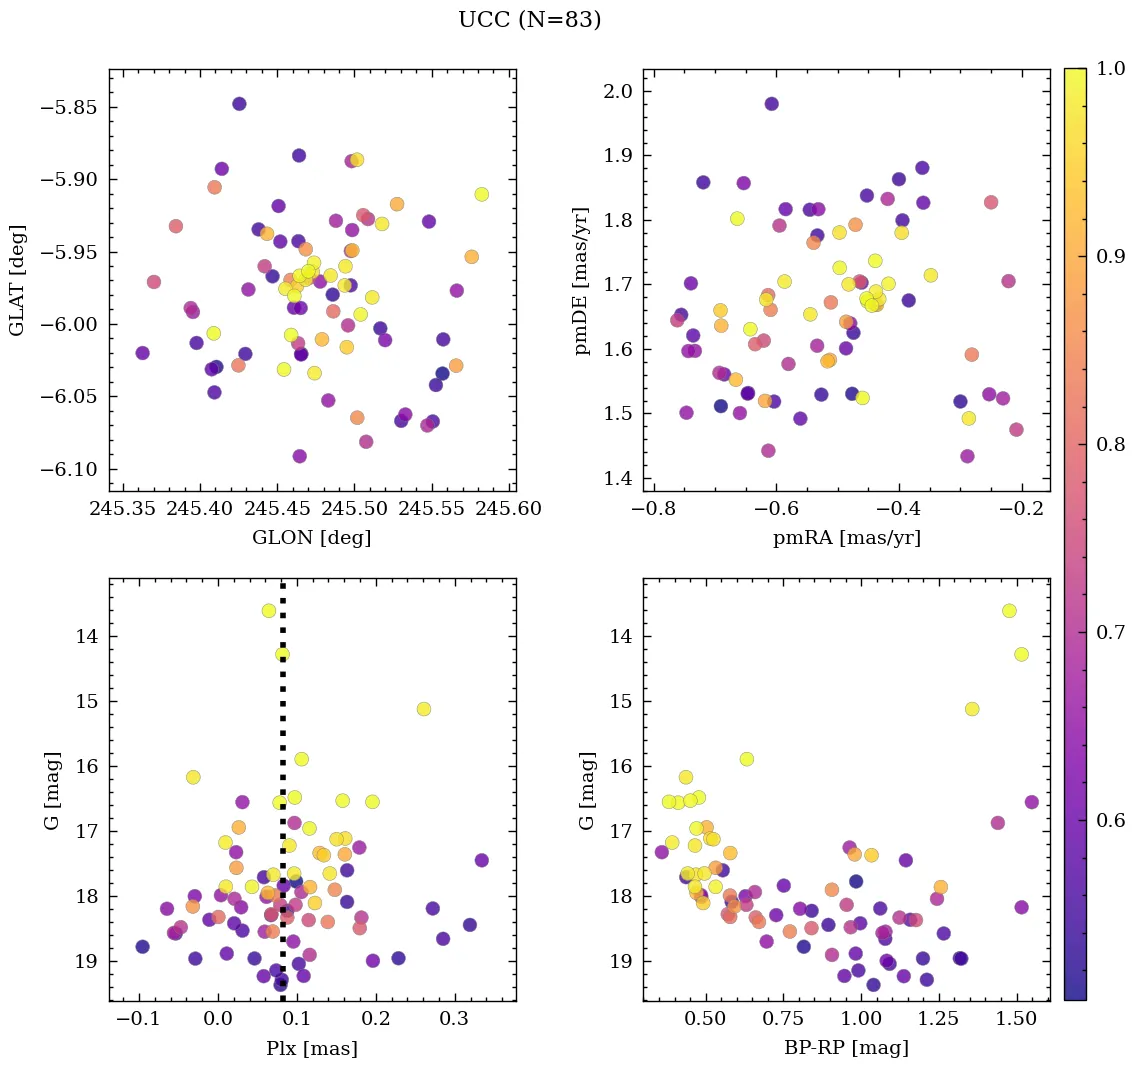 UCC (N=83)
−5.85
−5.90
−5.95
−6.00
−6.05
−6.10
GLAT [deg]
245.35 245.40 245.45 245.50 245.55 245.60
GLON [deg]
2.0
1.9
1.8
1.7
1.6
1.5
1.4
pmDE [mas/yr]
−0.8 −0.6 −0.4 −0.2
pmRA [mas/yr]
1.0
0.9
0.8
0.7
0.6
14
15
16
17
18
19
G [mag]
−0.1 0.0 0.1 0.2 0.3
Plx [mas]
14
15
16
17
18
19
G [mag]
0.50 0.75 1.00 1.25 1.50
BP-RP [mag]